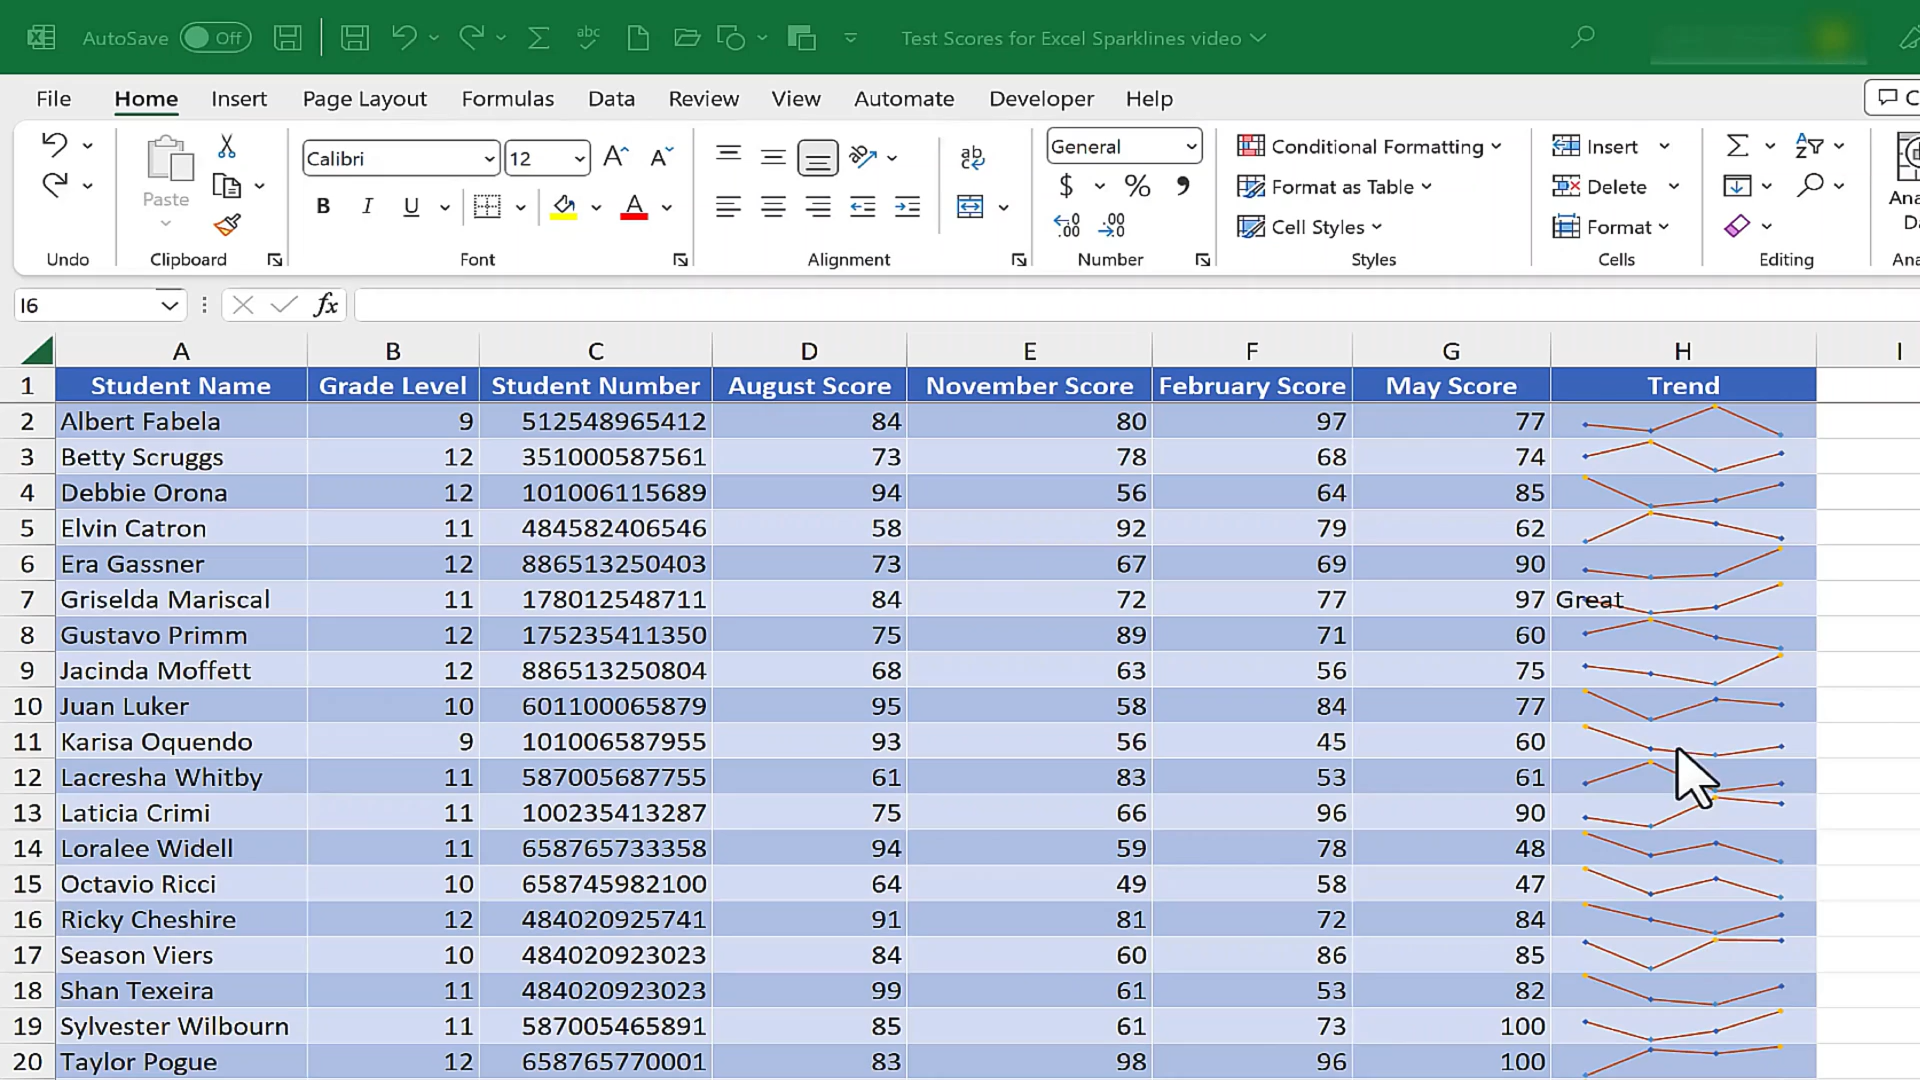 AutoSave Off abc Test Scores for Excel Sparklines video
File Home Insert Page Layout Formulas Data Review View Automate Developer Help
Paste
Undo Clipboard
Calibri 12
B I U A
Font
ab
Alignment
General
$ % 9
.00 .00
Number
Conditional Formatting
Format as Table
Cell Styles
Styles
Insert
Delete
Format
Cells
Editing
I6 fx
A B C D E F G H I
1 Student Name Grade Level Student Number August Score November Score February Score May Score Trend
2 Albert Fabela 9 512548965412 84 80 97 77
3 Betty Scruggs 12 351000587561 73 78 68 74
4 Debbie Orona 12 101006115689 94 56 64 85
5 Elvin Catron 11 484582406546 58 92 79 62
6 Era Gassner 12 886513250403 73 67 69 90
7 Griselda Mariscal 11 178012548711 84 72 77 97 Great
8 Gustavo Primm 12 175235411350 75 89 71 60
9 Jacinda Moffett 12 886513250804 68 63 56 75
10 Juan Luker 10 601100065879 95 58 84 77
11 Karisa Oquendo 9 101006587955 93 56 45 60
12 Lacresha Whitby 11 587005687755 61 83 53 61
13 Laticia Crimi 11 100235413287 75 66 96 90
14 Loralee Widell 11 658765733358 94 59 78 48
15 Octavio Ricci 10 658745982100 64 49 58 47
16 Ricky Cheshire 12 484020925741 91 81 72 84
17 Season Viers 10 484020923023 84 60 86 85
18 Shan Texeira 11 484020923023 99 61 53 82
19 Sylvester Wilbourn 11 587005465891 85 61 73 100
20 Taylor Pogue 12 658765770001 83 98 96 100